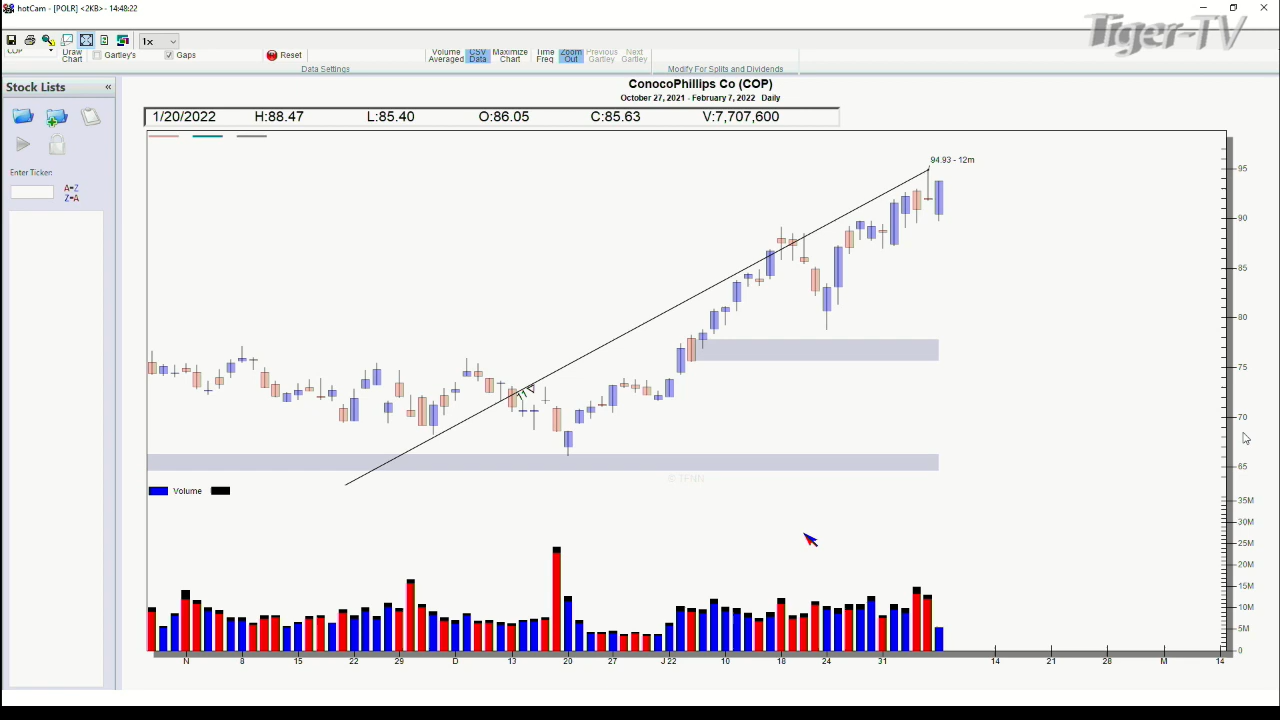 hotCam - [POLR] <2KB> - 14:48:22
Tiger-TV
1x
COP
Draw Chart
Gartley's
Gaps
Reset
Volume Averaged
CSV Data
Maximize Chart
Time Freq
Zoom Out
Previous Gartley
Next Gartley
Data Settings
Modify For Splits and Dividends
Stock Lists «
Enter Ticker:
A=Z
Z=A
ConocoPhillips Co (COP)
October 27, 2021 - February 7, 2022 Daily
1/20/2022 H:88.47 L:85.40 O:86.05 C:85.63 V:7,707,600
94.93 - 12m
95
90
85
80
75
70
65
© 7FNN
Volume
35M
30M
25M
20M
15M
10M
5M
0
N 8 15 22 29 D 13 20 27 J 22 10 18 24 31 14 21 28 M 14